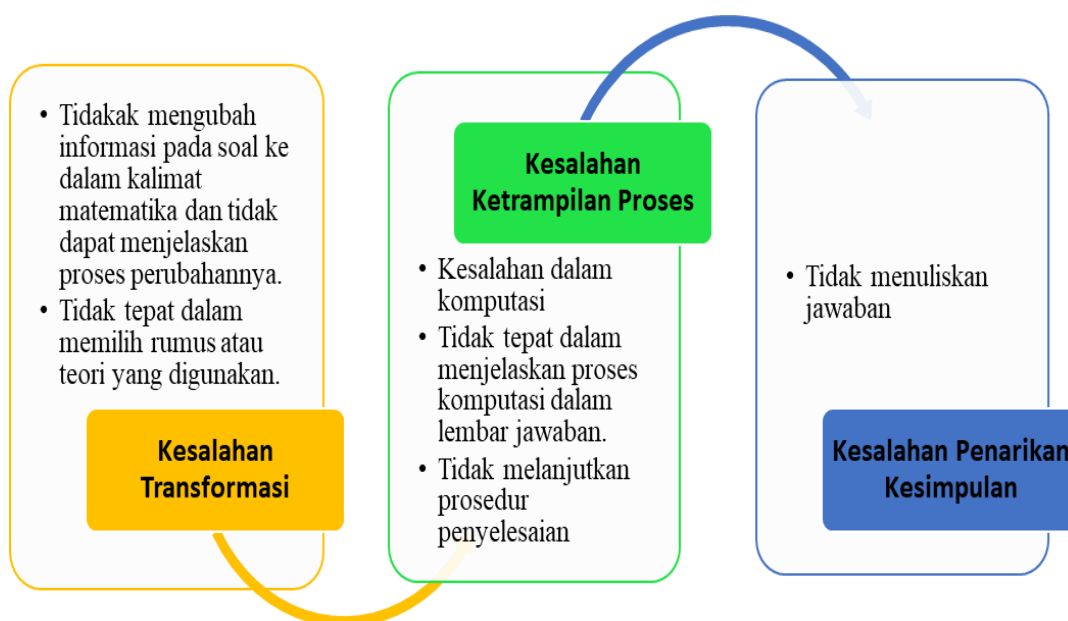 • Tidakak mengubah
informasi pada soal ke
dalam kalimat
matematika dan tidak
dapat menjelaskan
proses perubahannya.
• Tidak tepat dalam
memilih rumus atau
teori yang digunakan.
Kesalahan
Transformasi
Kesalahan
Ketrampilan Proses
• Kesalahan dalam
komputasi
• Tidak tepat dalam
menjelaskan proses
komputasi dalam
lembar jawaban.
• Tidak melanjutkan
prosedur
penyelesaian
• Tidak menuliskan
jawaban
Kesalahan Penarikan
Kesimpulan